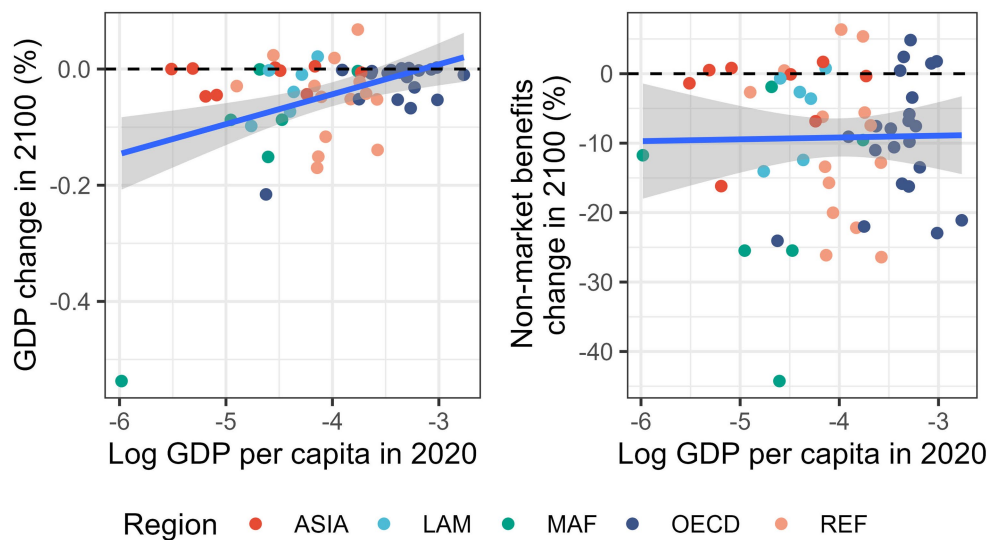 GDP change in 2100 (%)
0.0
-0.2
-0.4
-6 -5 -4 -3
Log GDP per capita in 2020
Non-market benefits
change in 2100 (%)
0
-10
-20
-30
-40
-6 -5 -4 -3
Log GDP per capita in 2020
Region ASIA LAM MAF OECD REF